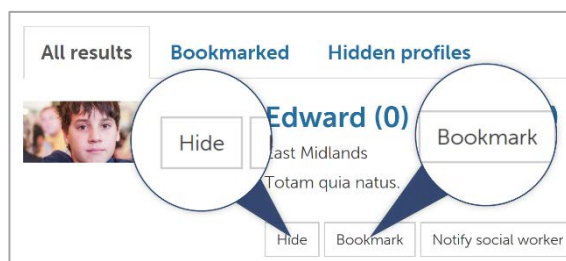 All results Bookmarked Hidden profiles
Edward (0)
Hide
Bookmark
East Midlands
Totam quia natus.
Hide Bookmark Notify social worker